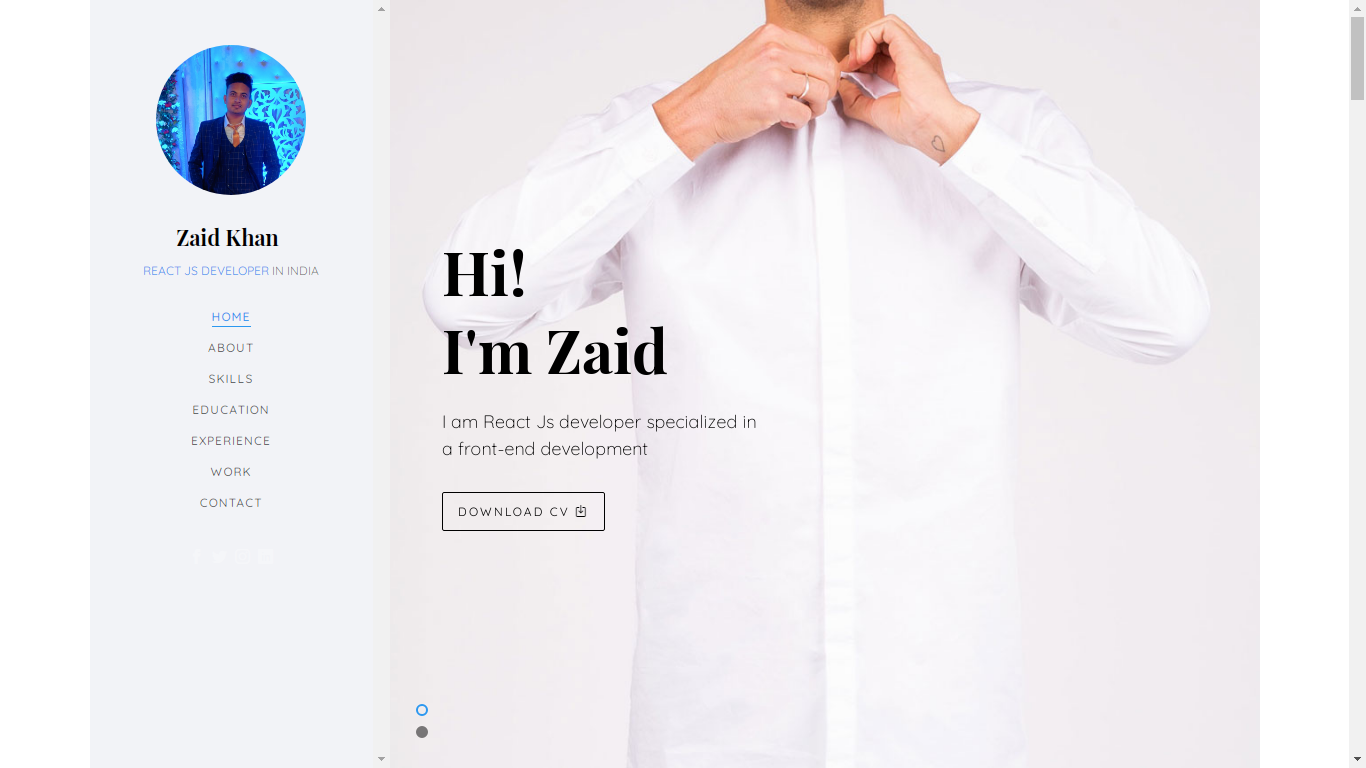 Zaid Khan
REACT JS DEVELOPER IN INDIA
HOME
ABOUT
SKILLS
EDUCATION
EXPERIENCE
WORK
CONTACT
Hi!
I'm Zaid
I am React Js developer specialized in
a front-end development
DOWNLOAD CV